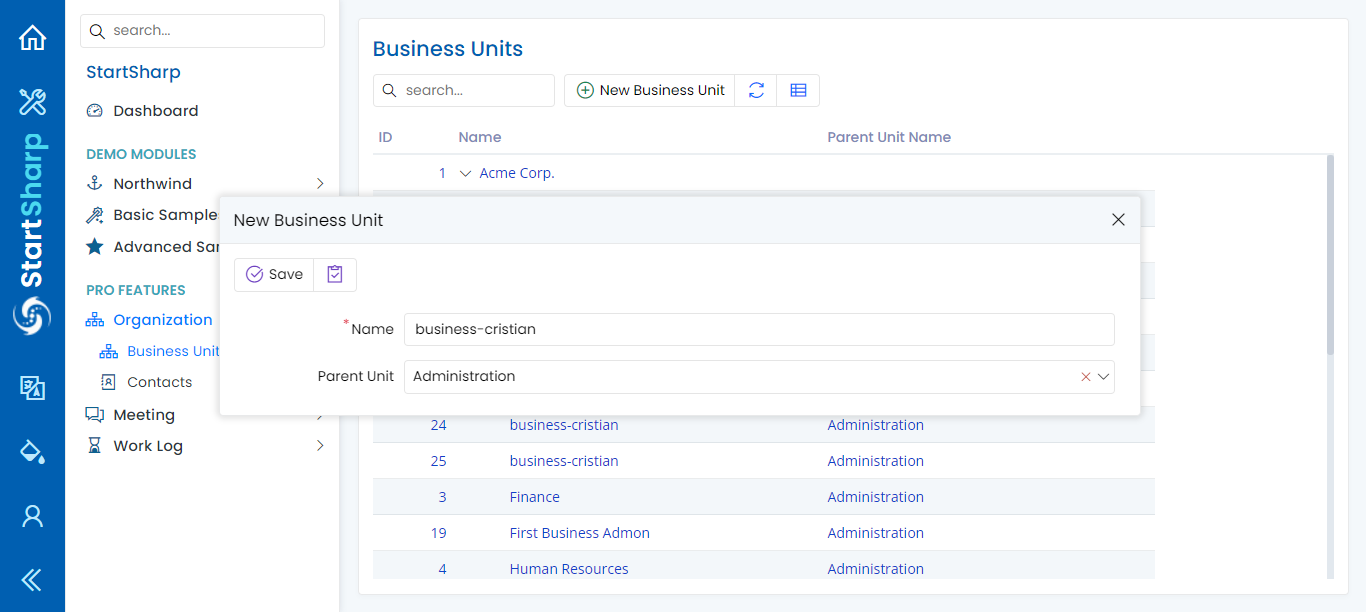 StartSharp
search...
StartSharp
Dashboard
DEMO MODULES
Northwind
Basic Sample
Advanced Sa
PRO FEATURES
Organization
Business Unit
Contacts
Meeting
Work Log
Business Units
search...
New Business Unit
ID Name Parent Unit Name
1 Acme Corp.
New Business Unit
Save
* Name business-cristian
Parent Unit Administration
24 business-cristian Administration
25 business-cristian Administration
3 Finance Administration
19 First Business Admon Administration
4 Human Resources Administration